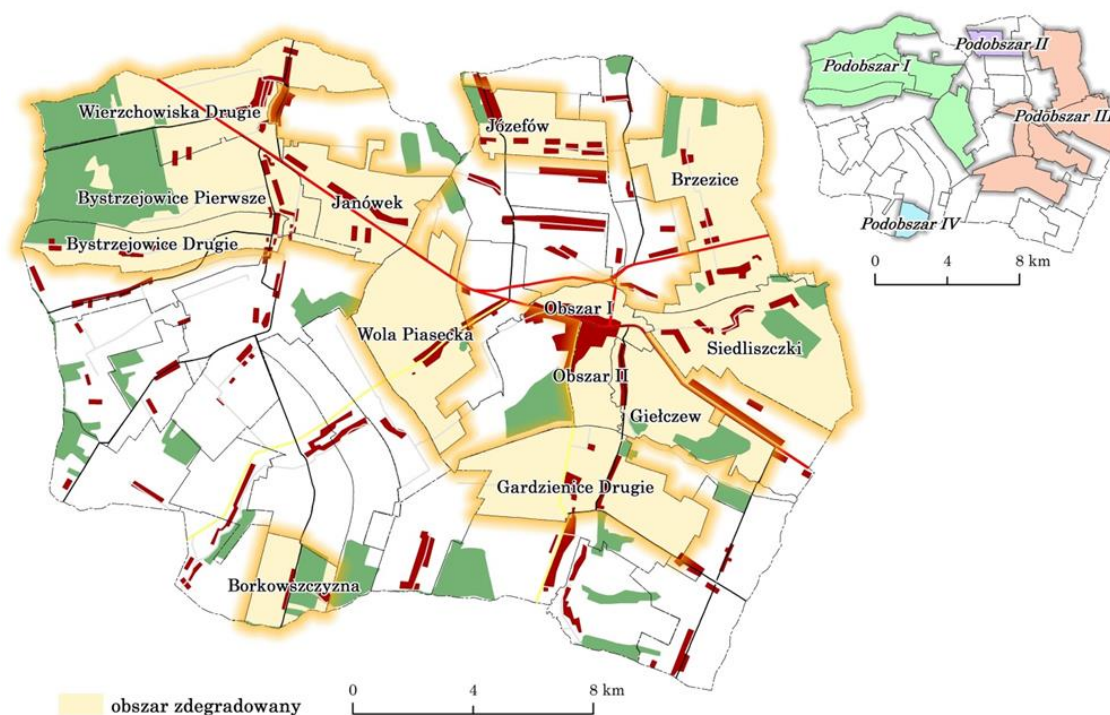 Podobszar II
Podobszar I
Podobszar III
Podobszar IV
0 4 8 km
Wierzchowiska Drugie
Józefów
Brzezice
Bystrzejowice Pierwsze
Janówek
Bystrzejowice Drugie
Obszar I
Wola Piasecka
Siedliszczki
Obszar II
Giełczew
Gardzienice Drugie
Borkowszczyzna
0 4 8 km
obszar zdegradowany